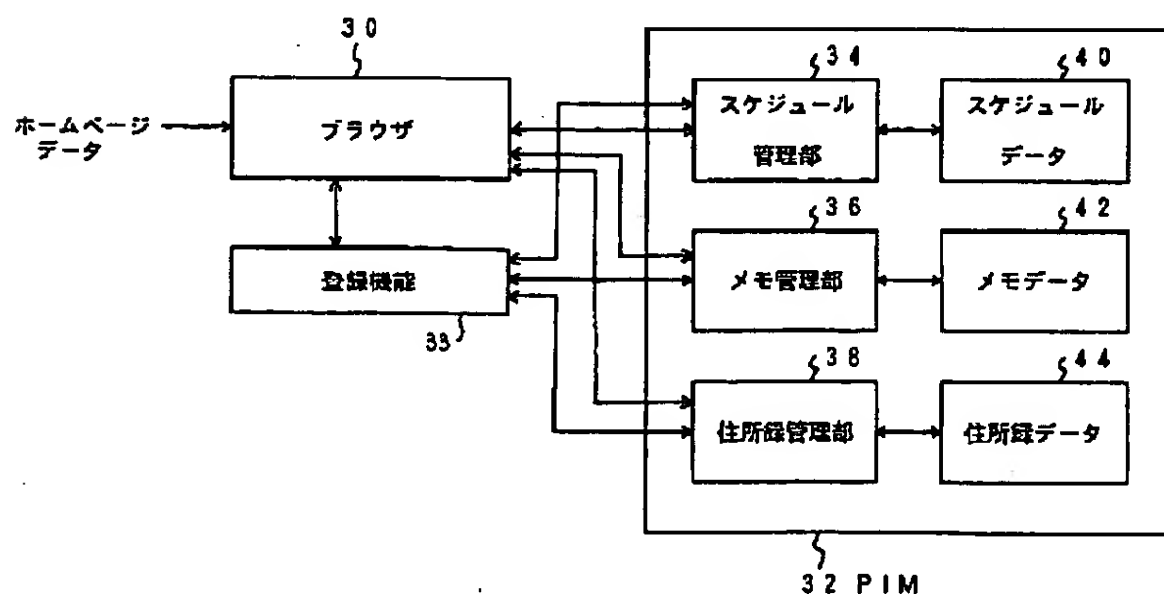 30
ホームページ
データ
ブラウザ
登録機能
33
34
スケジュール
管理部
40
スケジュール
データ
36
メモ管理部
42
メモデータ
38
住所録管理部
44
住所録データ
32 PIM